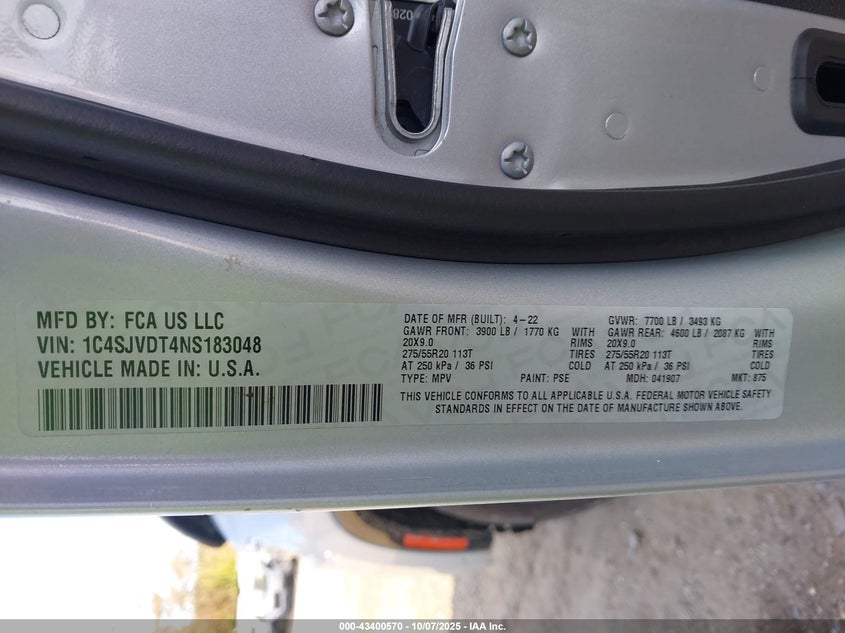 028
MFD BY: FCA US LLC
VIN: 1C4SJVDT4NS183048
VEHICLE MADE IN: U.S.A.
DATE OF MFR (BUILT): 4-22 GVWR: 7700 LB / 3493 KG
GAWR FRONT: 3900 LB / 1770 KG WITH GAWR REAR: 4600 LB / 2087 KG WITH
20X9.0 RIMS 20X9.0 RIMS
275/55R20 113T TIRES 275/55R20 113T TIRES
AT 250 kPa / 36 PSI COLD AT 250 kPa / 36 PSI COLD
TYPE: MPV PAINT: PSE MDH: 041907 MKT: 875
THIS VEHICLE CONFORMS TO ALL APPLICABLE U.S.A. FEDERAL MOTOR VEHICLE SAFETY
STANDARDS IN EFFECT ON THE DATE OF MANUFACTURE SHOWN ABOVE.
000-43400570 - 10/07/2025 - IAA Inc.